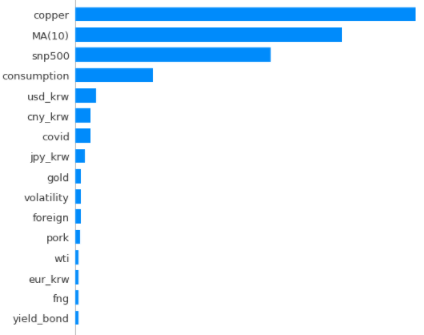 copper
MA(10)
snp500
consumption
usd_krw
cny_krw
covid
jpy_krw
gold
volatility
foreign
pork
wti
eur_krw
fng
yield_bond